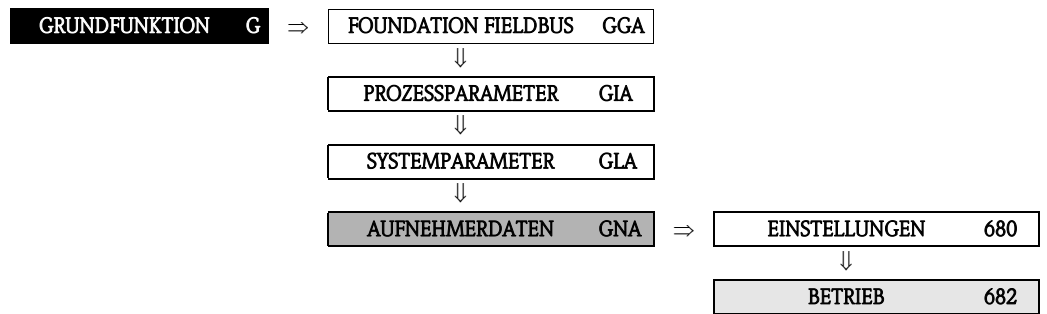 GRUNDFUNKTION G ⇒ FOUNDATION FIELDBUS GGA
⇓
PROZESSPARAMETER GIA
⇓
SYSTEMPARAMETER GLA
⇓
AUFNEHMERDATEN GNA ⇒ EINSTELLUNGEN 680
⇓
BETRIEB 682